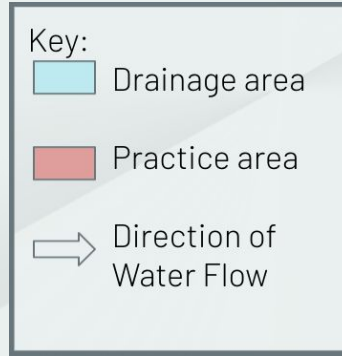 Key:
Drainage area
Practice area
Direction of
Water Flow